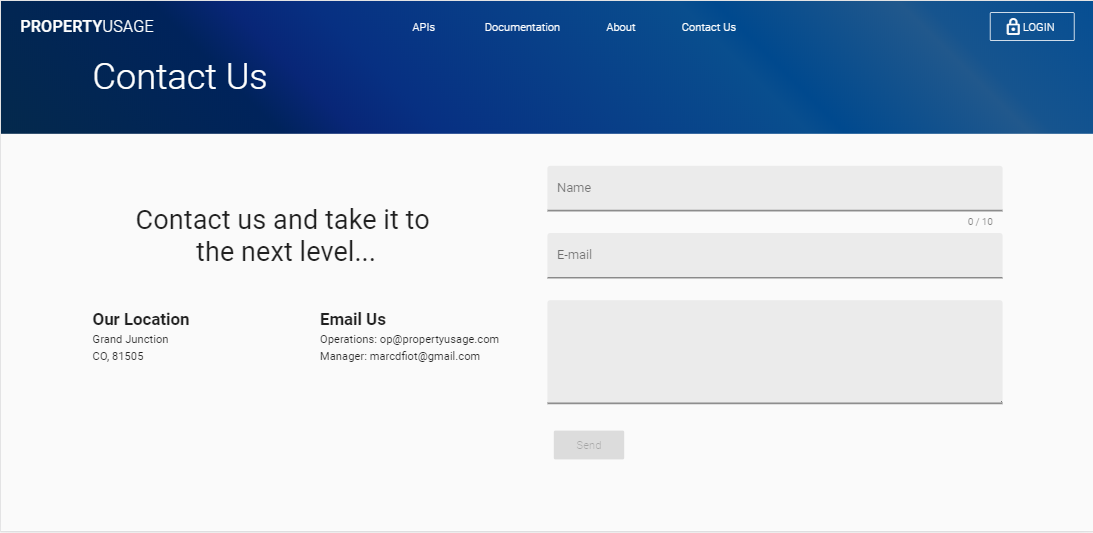 PROPERTYUSAGE
APIs
Documentation
About
Contact Us
LOGIN
Contact Us
Contact us and take it to
the next level...
Our Location
Grand Junction
CO, 81505
Email Us
Operations: op@propertyusage.com
Manager: marcdfiot@gmail.com
Name
0 / 10
E-mail
Send